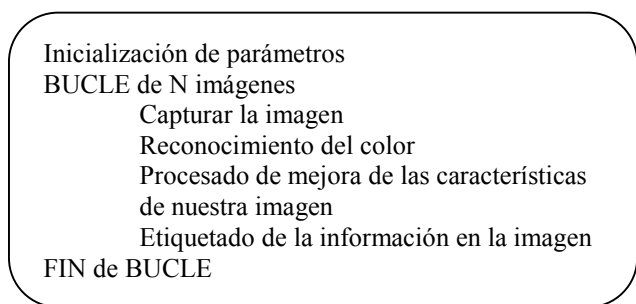 Inicialización de parámetros
BUCLE de N imágenes
Capturar la imagen
Reconocimiento del color
Procesado de mejora de las características
de nuestra imagen
Etiquetado de la información en la imagen
FIN de BUCLE